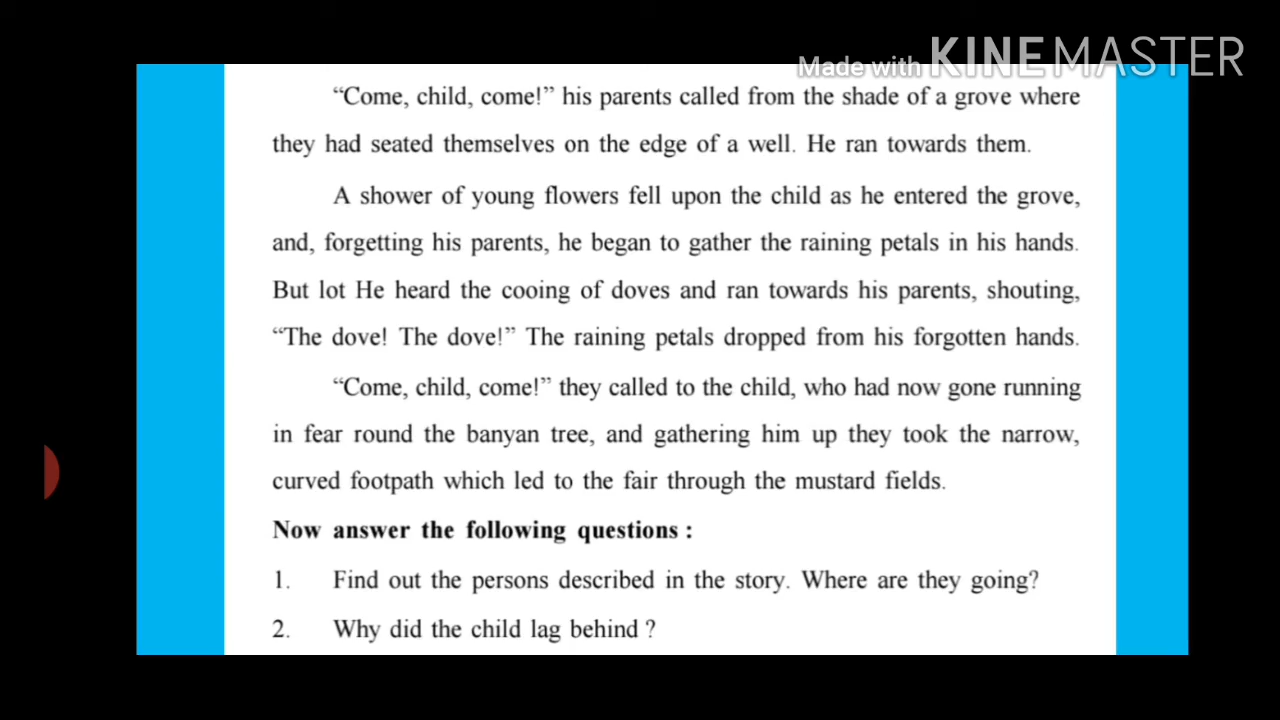 Made with KINEMASTER
“Come, child, come!” his parents called from the shade of a grove where
they had seated themselves on the edge of a well. He ran towards them.
A shower of young flowers fell upon the child as he entered the grove,
and, forgetting his parents, he began to gather the raining petals in his hands.
But lot He heard the cooing of doves and ran towards his parents, shouting,
“The dove! The dove!” The raining petals dropped from his forgotten hands.
“Come, child, come!” they called to the child, who had now gone running
in fear round the banyan tree, and gathering him up they took the narrow,
curved footpath which led to the fair through the mustard fields.
Now answer the following questions :
1. Find out the persons described in the story. Where are they going?
2. Why did the child lag behind ?